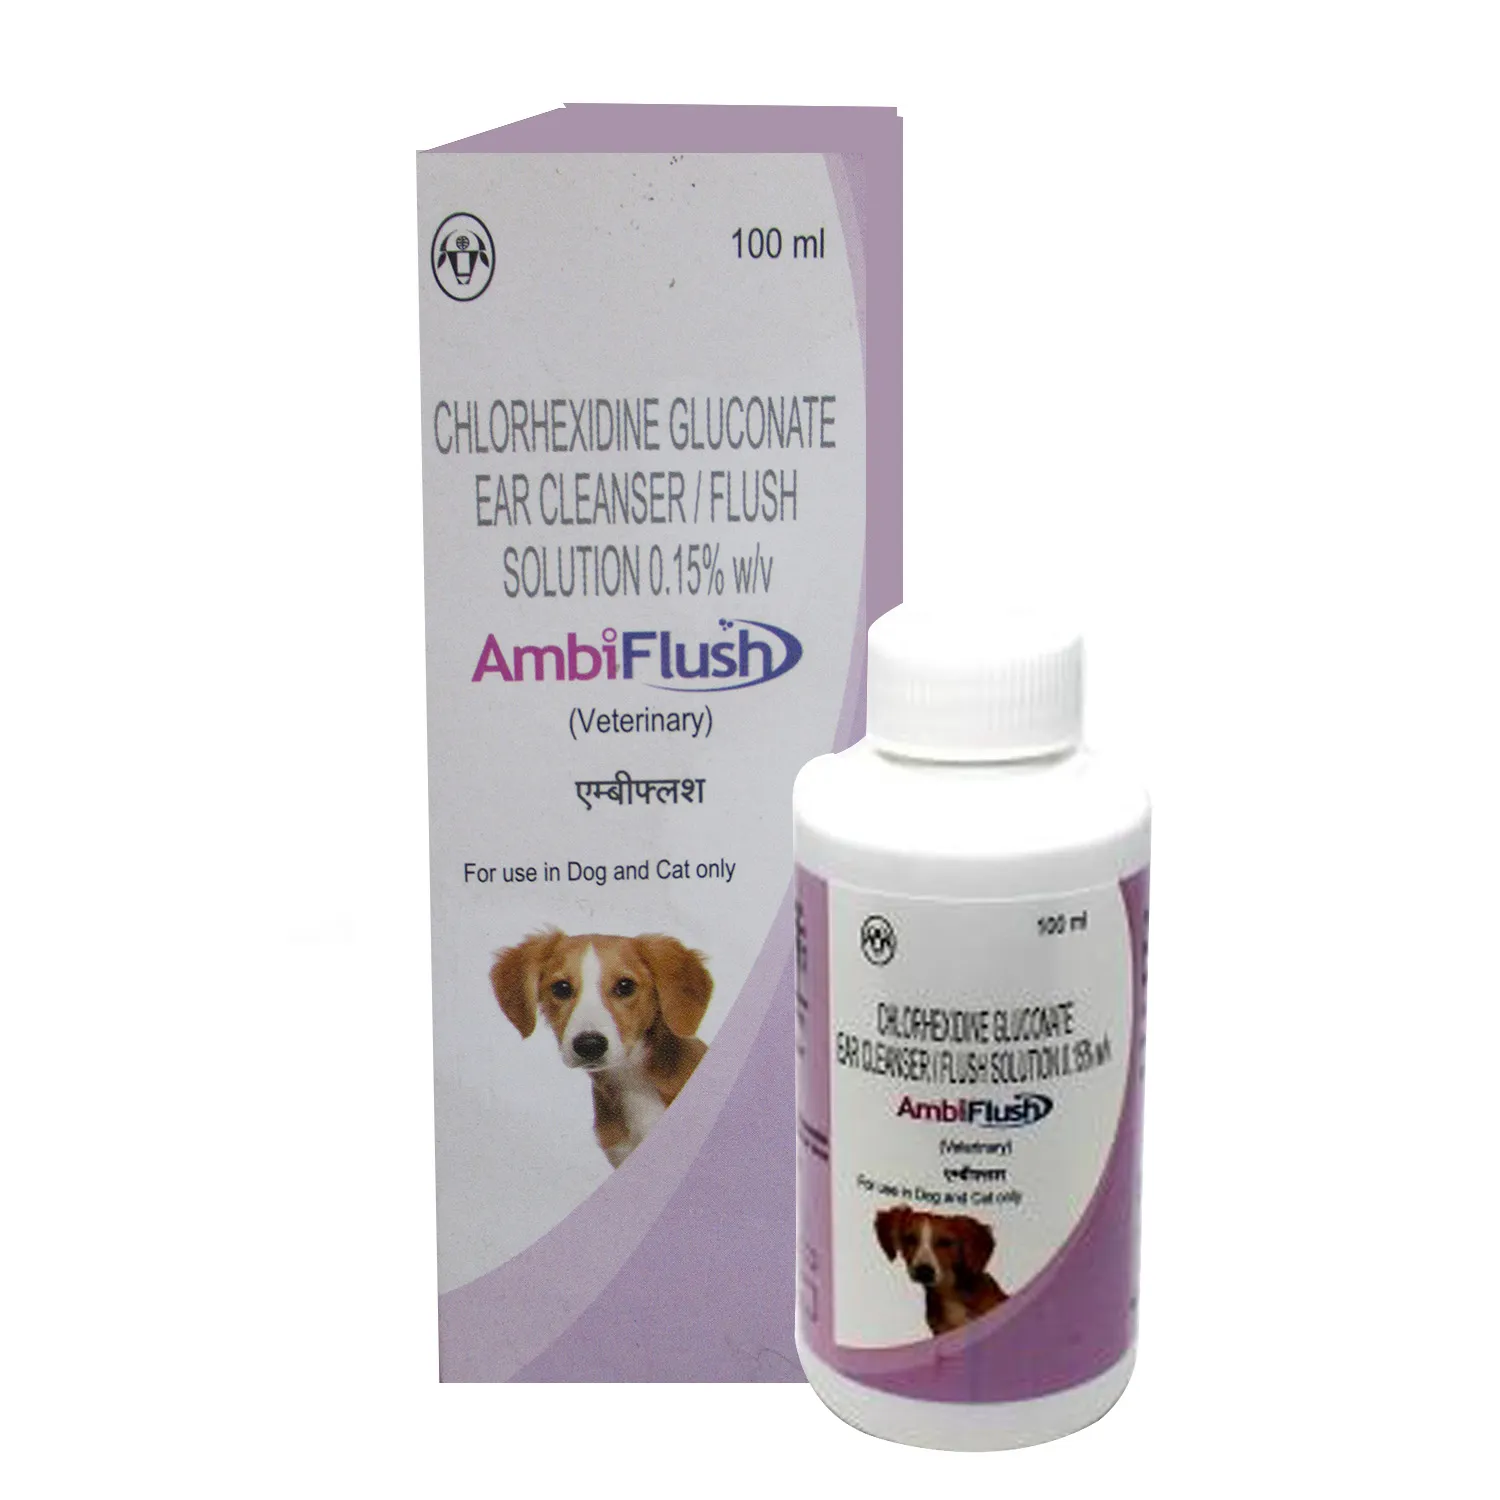 100 ml
CHLORHEXIDINE GLUCONATE
EAR CLEANSER / FLUSH
SOLUTION 0.15% w/v
AmbiFlush
(Veterinary)
एम्बीफ्लश
For use in Dog and Cat only
100 ml
CHLORHEXIDINE GLUCONATE
EAR CLEANSER / FLUSH SOLUTION 0.15% w/v
AmbiFlush
(Veterinary)
एम्बीफ्लश
For use in Dog and Cat only